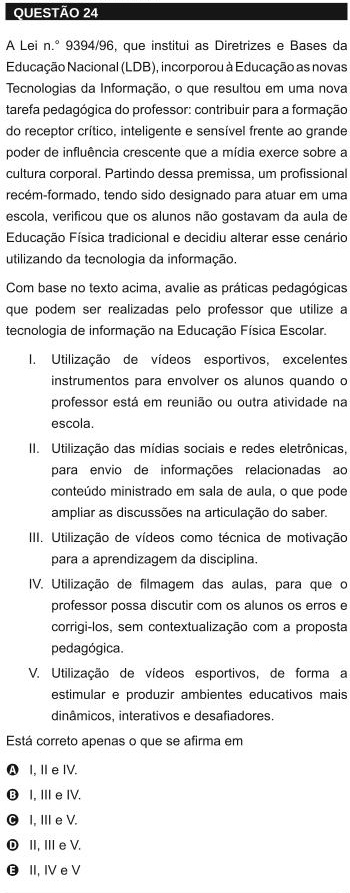 QUESTÃO 24
A Lei n.° 9394/96, que institui as Diretrizes e Bases da
Educação Nacional (LDB), incorporou à Educação as novas
Tecnologias da Informação, o que resultou em uma nova
tarefa pedagógica do professor: contribuir para a formação
do receptor crítico, inteligente e sensível frente ao grande
poder de influência crescente que a mídia exerce sobre a
cultura corporal. Partindo dessa premissa, um profissional
recém-formado, tendo sido designado para atuar em uma
escola, verificou que os alunos não gostavam da aula de
Educação Física tradicional e decidiu alterar esse cenário
utilizando da tecnologia da informação.
Com base no texto acima, avalie as práticas pedagógicas
que podem ser realizadas pelo professor que utilize a
tecnologia de informação na Educação Física Escolar.
I. Utilização de vídeos esportivos, excelentes
instrumentos para envolver os alunos quando o
professor está em reunião ou outra atividade na
escola.
II. Utilização das mídias sociais e redes eletrônicas,
para envio de informações relacionadas ao
conteúdo ministrado em sala de aula, o que pode
ampliar as discussões na articulação do saber.
III. Utilização de vídeos como técnica de motivação
para a aprendizagem da disciplina.
IV. Utilização de filmagem das aulas, para que o
professor possa discutir com os alunos os erros e
corrigi-los, sem contextualização com a proposta
pedagógica.
V. Utilização de vídeos esportivos, de forma a
estimular e produzir ambientes educativos mais
dinâmicos, interativos e desafiadores.
Está correto apenas o que se afirma em
A I, II e IV.
B I, III e IV.
C I, III e V.
D II, III e V.
E II, IV e V